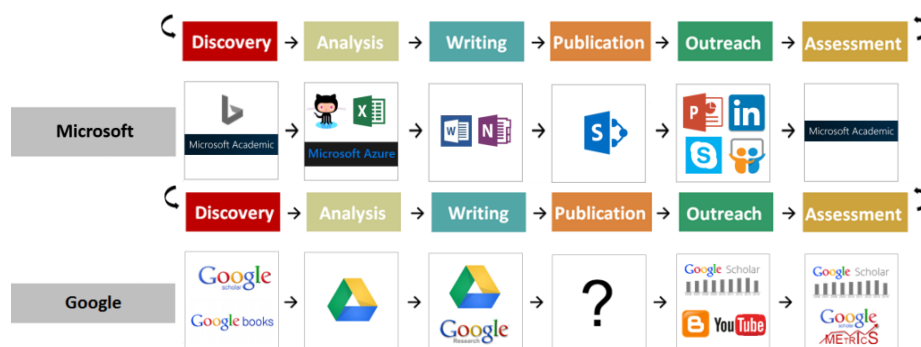 Discovery → Analysis → Writing → Publication → Outreach → Assessment
Microsoft
Microsoft Academic
X
Microsoft Azure
W N
S
P in
S
Microsoft Academic
Discovery → Analysis → Writing → Publication → Outreach → Assessment
Google
Google
scholar
Google books
Google
Research
?
Google Scholar
B YouTube
Google Scholar
Google
scholar
METRICS